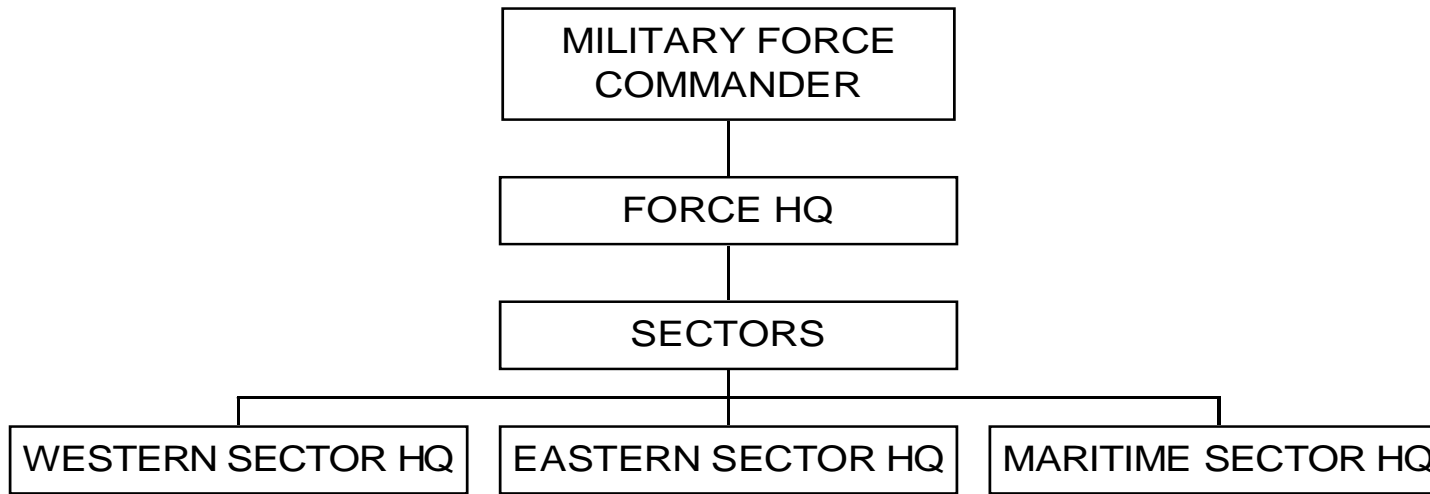 MILITARY FORCE
COMMANDER
FORCE HQ
SECTORS
WESTERN SECTOR HQ
EASTERN SECTOR HQ
MARITIME SECTOR HQ